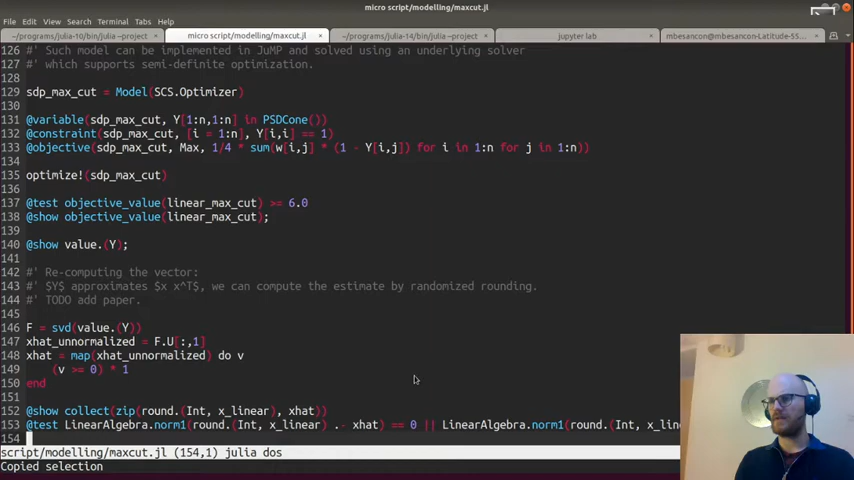 micro script/modelling/maxcut.jl
File Edit View Search Terminal Tabs Help
~/programs/julia-10/bin/julia –project × micro script/modelling/maxcut.jl × ~/programs/julia-14/bin/julia –project × jupyter lab × mbesancon@mbesancon-Latitude-55... ×
126 #' Such model can be implemented in JuMP and solved using an underlying solver
127 #' which supports semi-definite optimization.
128
129 sdp_max_cut = Model(SCS.Optimizer)
130
131 @variable(sdp_max_cut, Y[1:n,1:n] in PSDCone())
132 @constraint(sdp_max_cut, [i = 1:n], Y[i,i] == 1)
133 @objective(sdp_max_cut, Max, 1/4 * sum(w[i,j] * (1 - Y[i,j]) for i in 1:n for j in 1:n))
134
135 optimize!(sdp_max_cut)
136
137 @test objective_value(linear_max_cut) >= 6.0
138 @show objective_value(linear_max_cut);
139
140 @show value.(Y);
141
142 #' Re-computing the vector:
143 #' $Y$ approximates $x x^T$, we can compute the estimate by randomized rounding.
144 #' TODO add paper.
145
146 F = svd(value.(Y))
147 xhat_unnormalized = F.U[:,1]
148 xhat = map(xhat_unnormalized) do v
149 (v >= 0) * 1
150 end
151
152 @show collect(zip(round.(Int, x_linear), xhat))
153 @test LinearAlgebra.norm1(round.(Int, x_linear) .- xhat) == 0 || LinearAlgebra.norm1(round.(Int, x_lin
154
script/modelling/maxcut.jl (154,1) julia dos
Copied selection